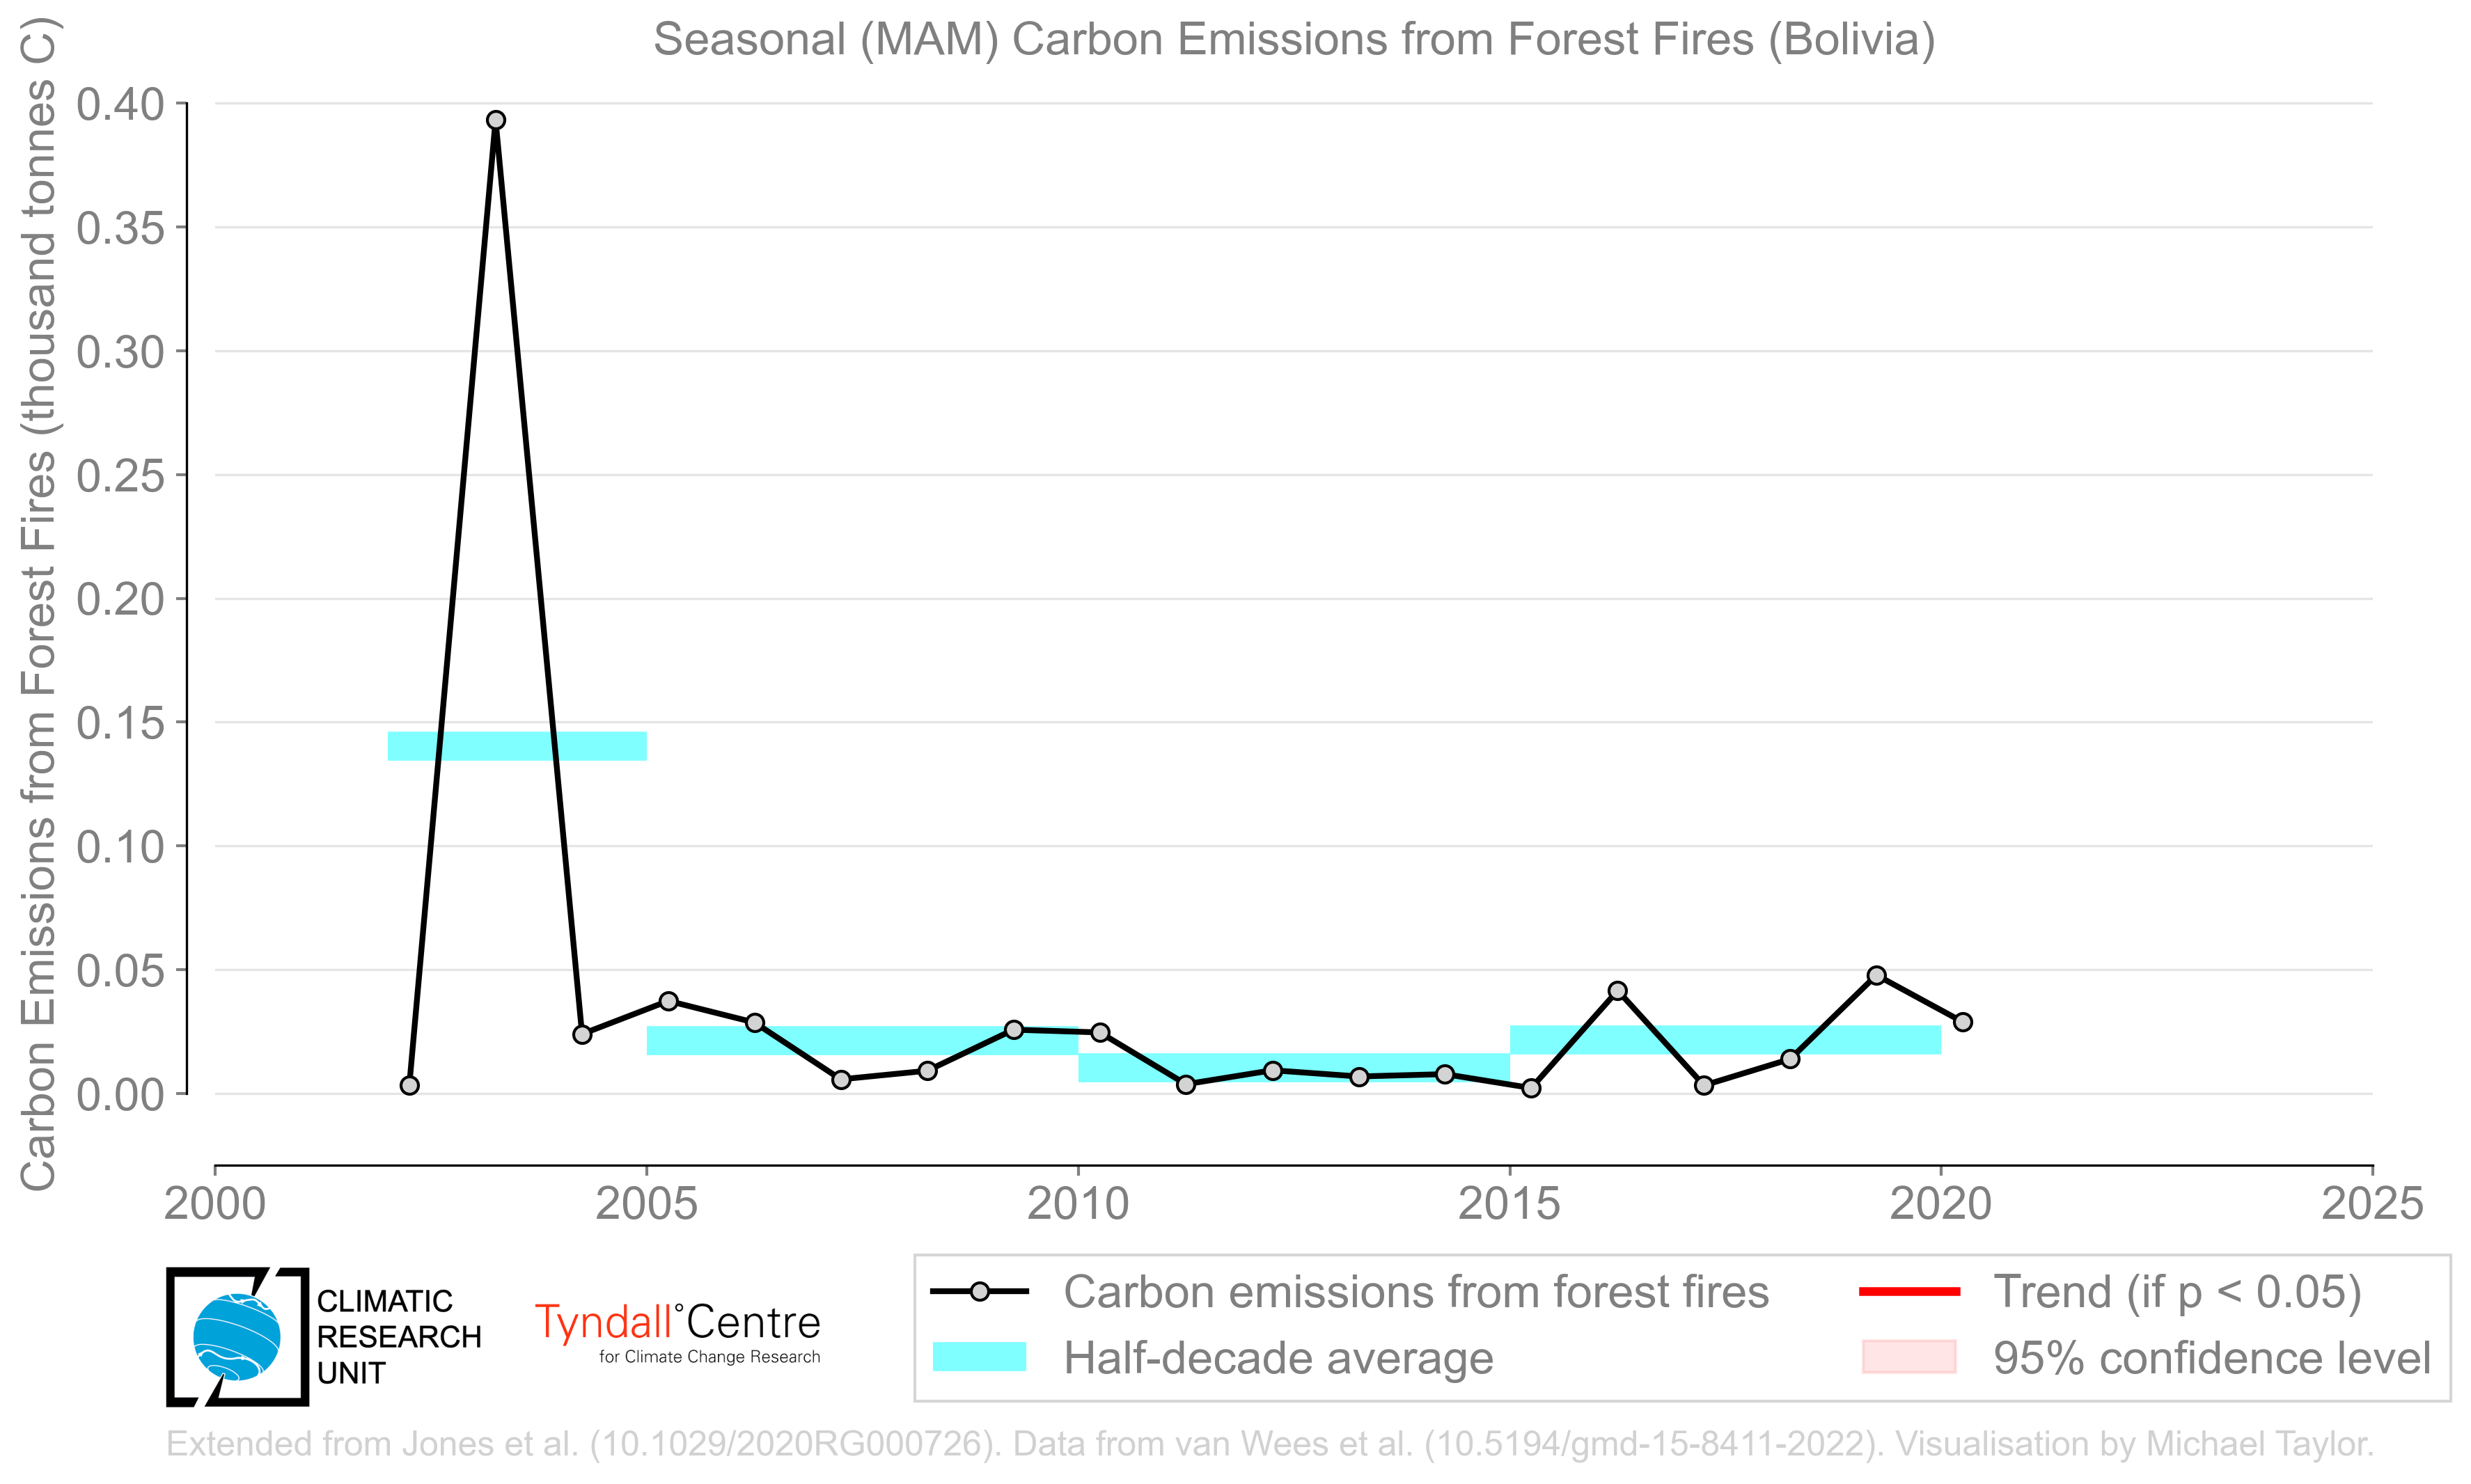 Seasonal (MAM) Carbon Emissions from Forest Fires (Bolivia)
Carbon Emissions from Forest Fires (thousand tonnes C)
0.40
0.35
0.30
0.25
0.20
0.15
0.10
0.05
0.00
2000
2005
2010
2015
2020
2025
CLIMATIC
RESEARCH
UNIT
Tyndall°Centre
for Climate Change Research
Carbon emissions from forest fires
Half-decade average
Trend (if p < 0.05)
95% confidence level
Extended from Jones et al. (10.1029/2020RG000726). Data from van Wees et al. (10.5194/gmd-15-8411-2022). Visualisation by Michael Taylor.